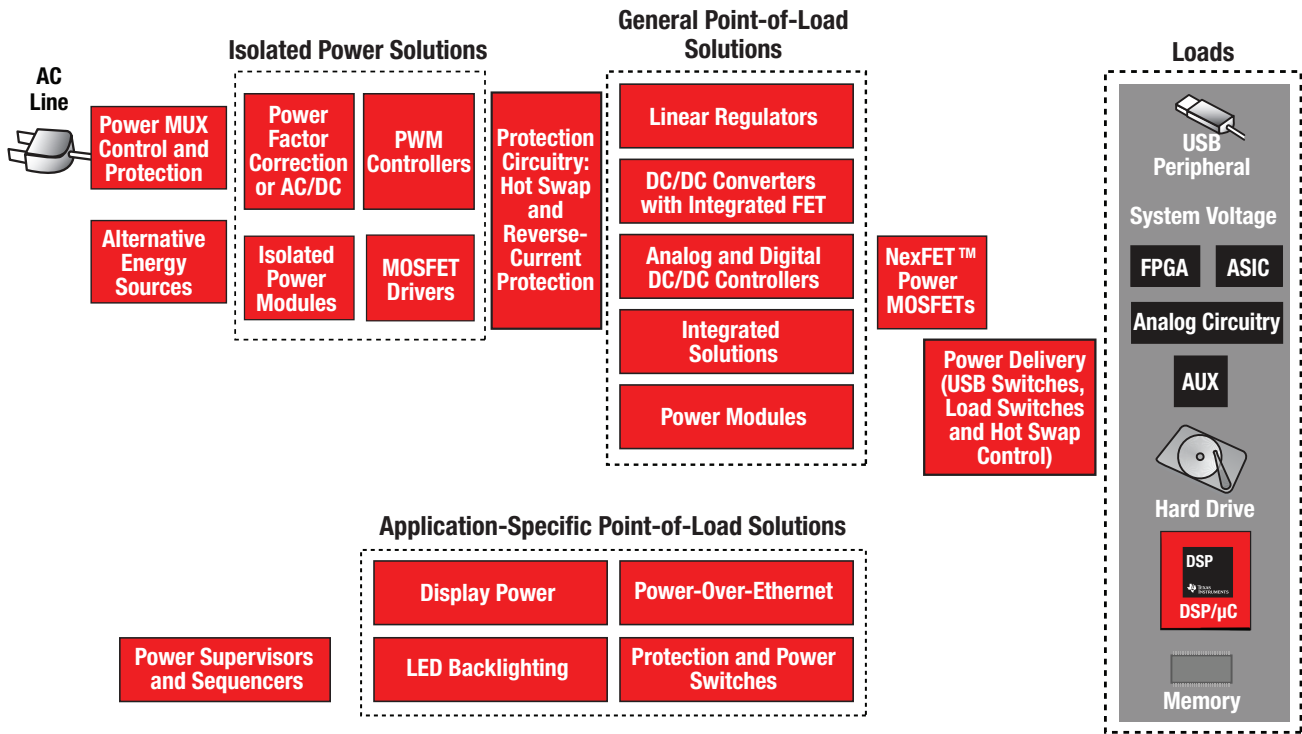 AC
Line
Power MUX
Control and
Protection
Alternative
Energy
Sources
Isolated Power Solutions
Power
Factor
Correction
or AC/DC
PWM
Controllers
Isolated
Power
Modules
MOSFET
Drivers
Protection
Circuitry:
Hot Swap
and
Reverse-
Current
Protection
General Point-of-Load
Solutions
Linear Regulators
DC/DC Converters
with Integrated FET
Analog and Digital
DC/DC Controllers
Integrated
Solutions
Power Modules
NexFET™
Power
MOSFETs
Power Delivery
(USB Switches,
Load Switches
and Hot Swap
Control)
Loads
USB
Peripheral
System Voltage
FPGA
ASIC
Analog Circuitry
AUX
Hard Drive
DSP
Texas
Instruments
DSP/µC
Memory
Application-Specific Point-of-Load Solutions
Display Power
Power-Over-Ethernet
LED Backlighting
Protection and Power
Switches
Power Supervisors
and Sequencers